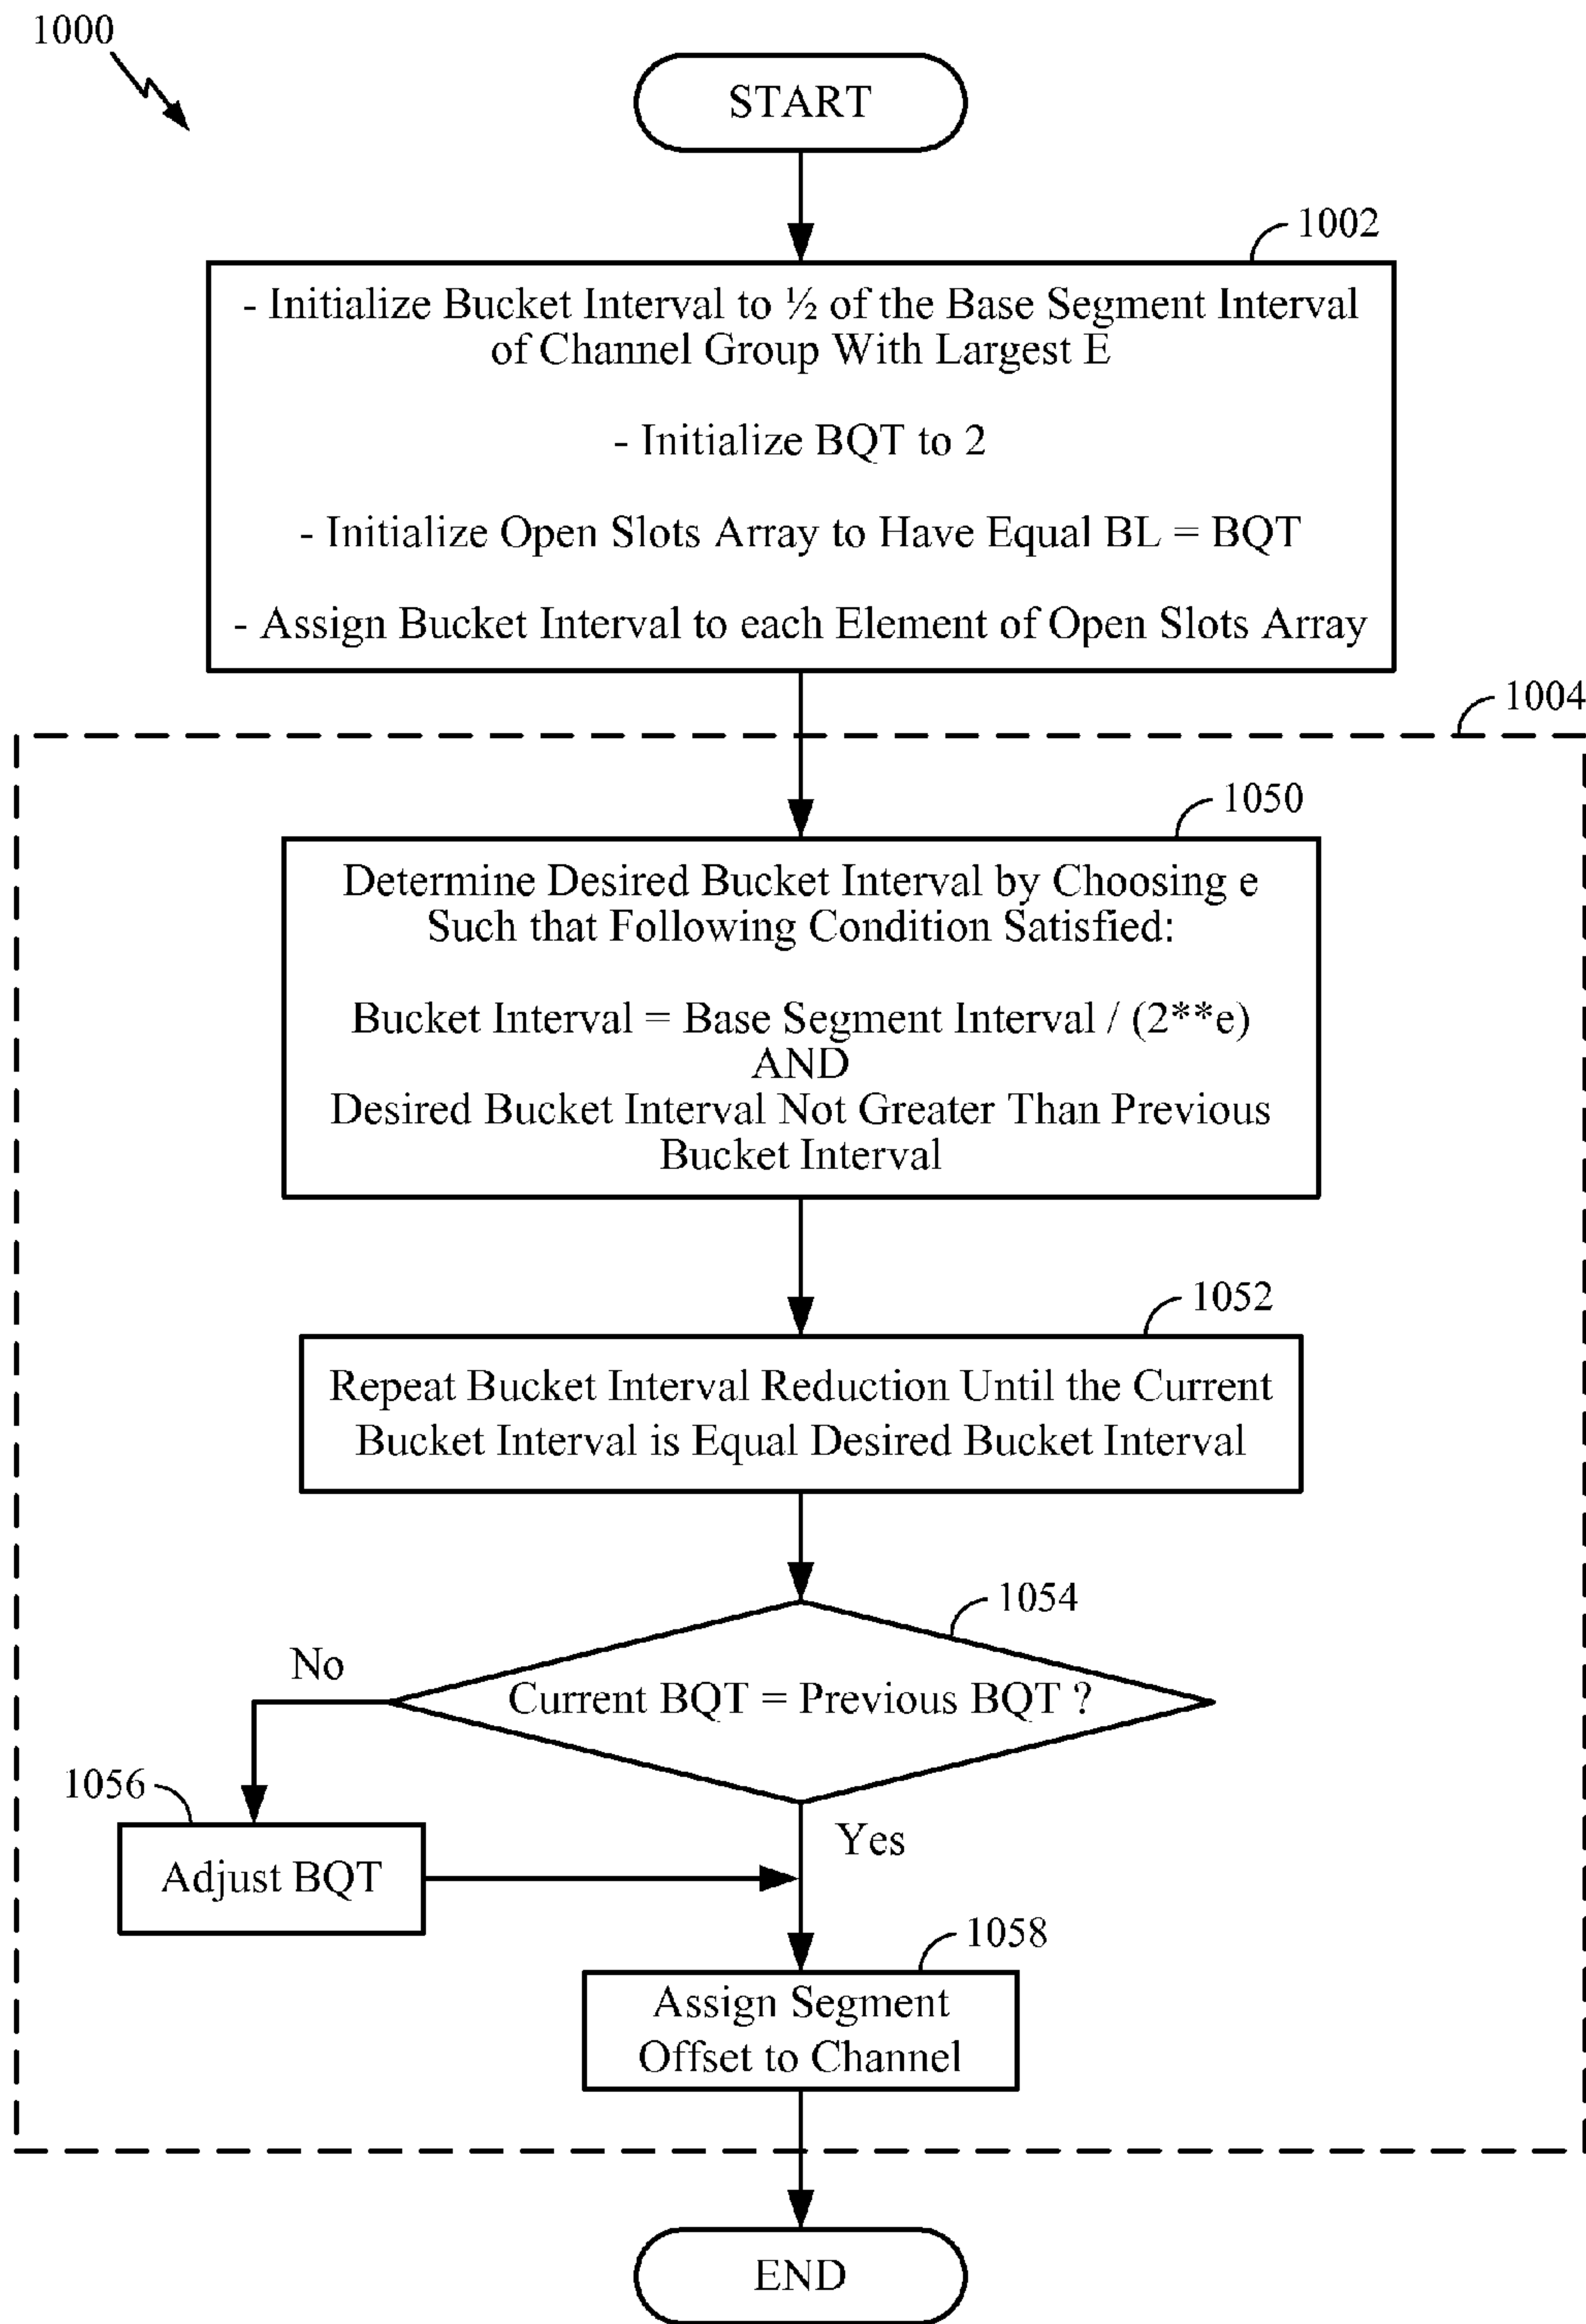 1000
START
1002
- Initialize Bucket Interval to ½ of the Base Segment Interval
of Channel Group With Largest E
- Initialize BQT to 2
- Initialize Open Slots Array to Have Equal BL = BQT
- Assign Bucket Interval to each Element of Open Slots Array
1004
1050
Determine Desired Bucket Interval by Choosing e
Such that Following Condition Satisfied:
Bucket Interval = Base Segment Interval / (2**e)
AND
Desired Bucket Interval Not Greater Than Previous
Bucket Interval
1052
Repeat Bucket Interval Reduction Until the Current
Bucket Interval is Equal Desired Bucket Interval
1054
No
Current BQT = Previous BQT ?
1056
Yes
Adjust BQT
1058
Assign Segment
Offset to Channel
END